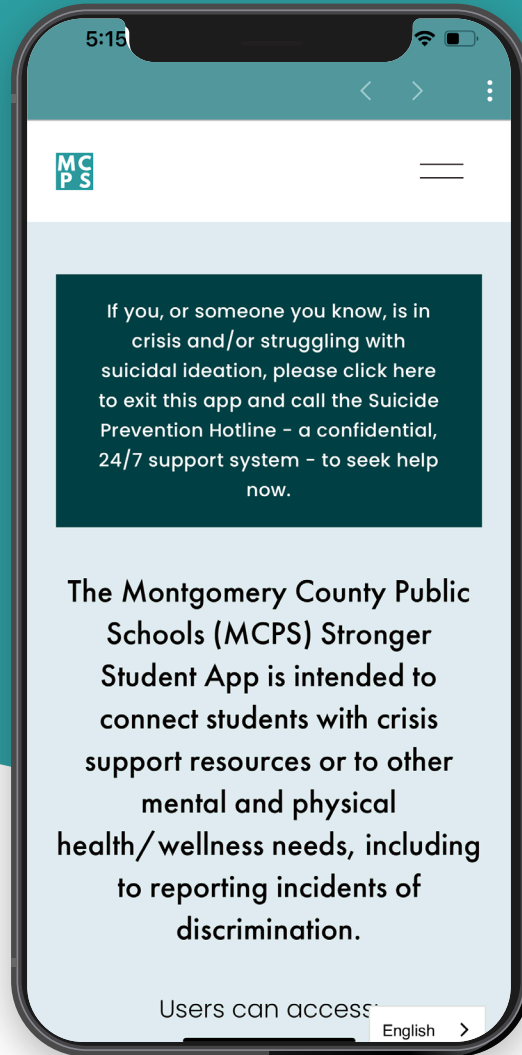 5:15
MC
PS
If you, or someone you know, is in
crisis and/or struggling with
suicidal ideation, please click here
to exit this app and call the Suicide
Prevention Hotline - a confidential,
24/7 support system - to seek help
now.
The Montgomery County Public
Schools (MCPS) Stronger
Student App is intended to
connect students with crisis
support resources or to other
mental and physical
health/wellness needs, including
to reporting incidents of
discrimination.
Users can access:
English